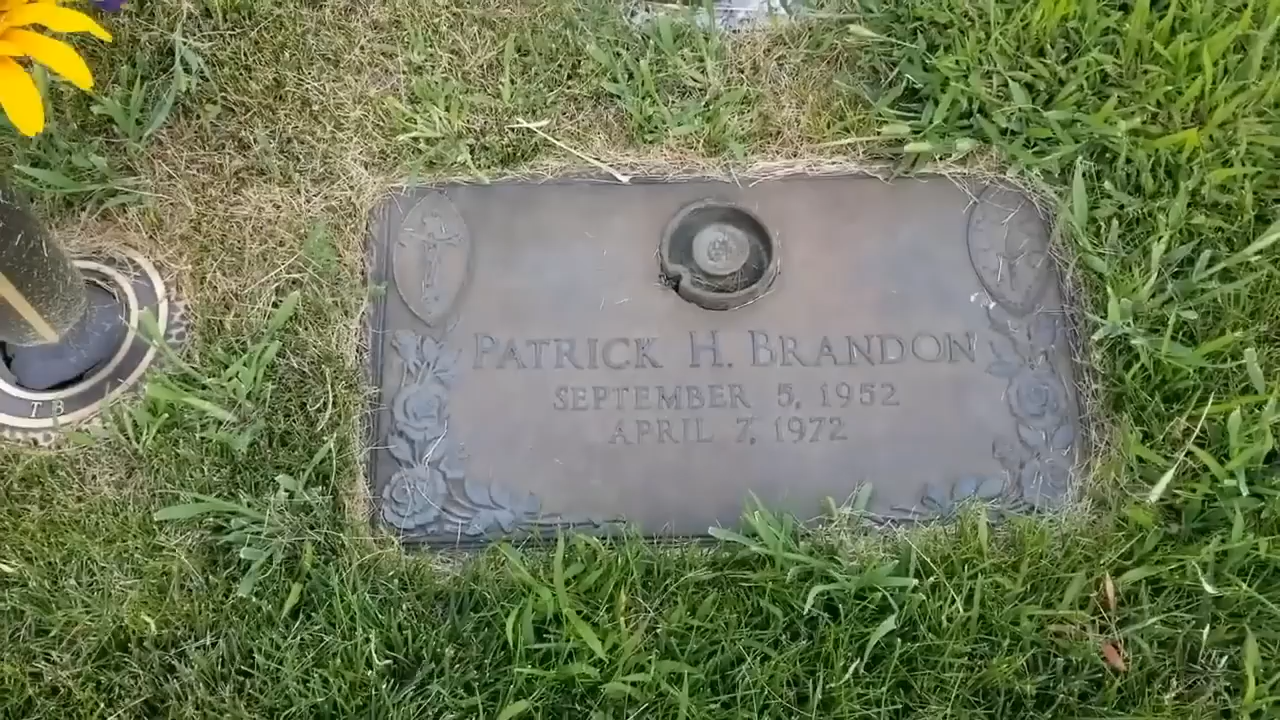 PATRICK H. BRANDON
SEPTEMBER 5, 1952
APRIL 7, 1972
TB